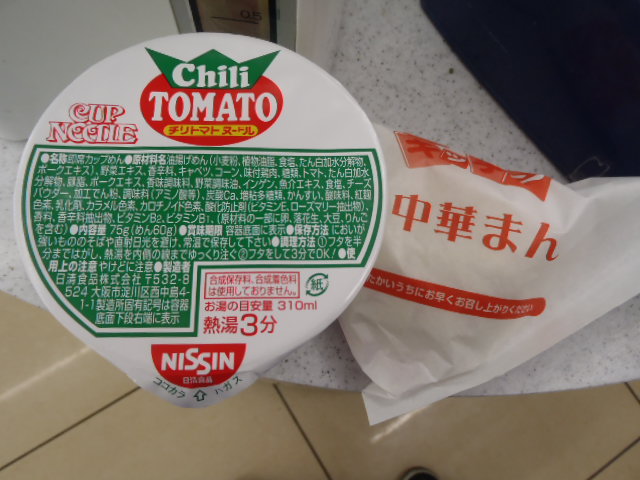 0.5
Chili
TOMATO
チリトマト ヌードル
CUP
NOODLE
●名称即席カップめん●原材料名油揚げめん(小麦粉、植物油脂、食塩、たん白加水分解物、
ポークエキス)、野菜エキス、香辛料、キャベツ、コーン、味付鶏肉、糖類、トマト、たん白加水
分解物、豚脂、ポークエキス、香味調味料、野菜調味油、インゲン、魚介エキス、食塩、チーズ
パウダー、加工でん粉、調味料(アミノ酸等)、炭酸Ca、増粘多糖類、かんすい、酸味料、紅麹
色素、乳化剤、カラメル色素、カロチノイド色素、酸化防止剤(ビタミンE、ローズマリー抽出物)、
香料、香辛料抽出物、ビタミンB2、ビタミンB1、(原材料の一部に卵、落花生、大豆、りんご
を含む)●内容量 75g(めん60g)●賞味期限 容器底面に表示●保存方法 においが
強いもののそばや直射日光を避け、常温で保存して下さい●調理方法①フタを半
分まではがし、熱湯を内側の線までゆっくり注ぐ②フタをして3分でOK!●使
用上の注意 やけどに注意●製造者
日清食品株式会社 〒532-8
524 大阪市淀川区西中島4-
1-1製造所固有記号は容器
底面下段右端に表示
合成保存料、合成着色料
は使用しておりません。
紙
お湯の目安量 310ml
熱湯3分
NISSIN
日清食品
ココカラ ハガス
中華まん
たかいうちにお早くお召し上がりください